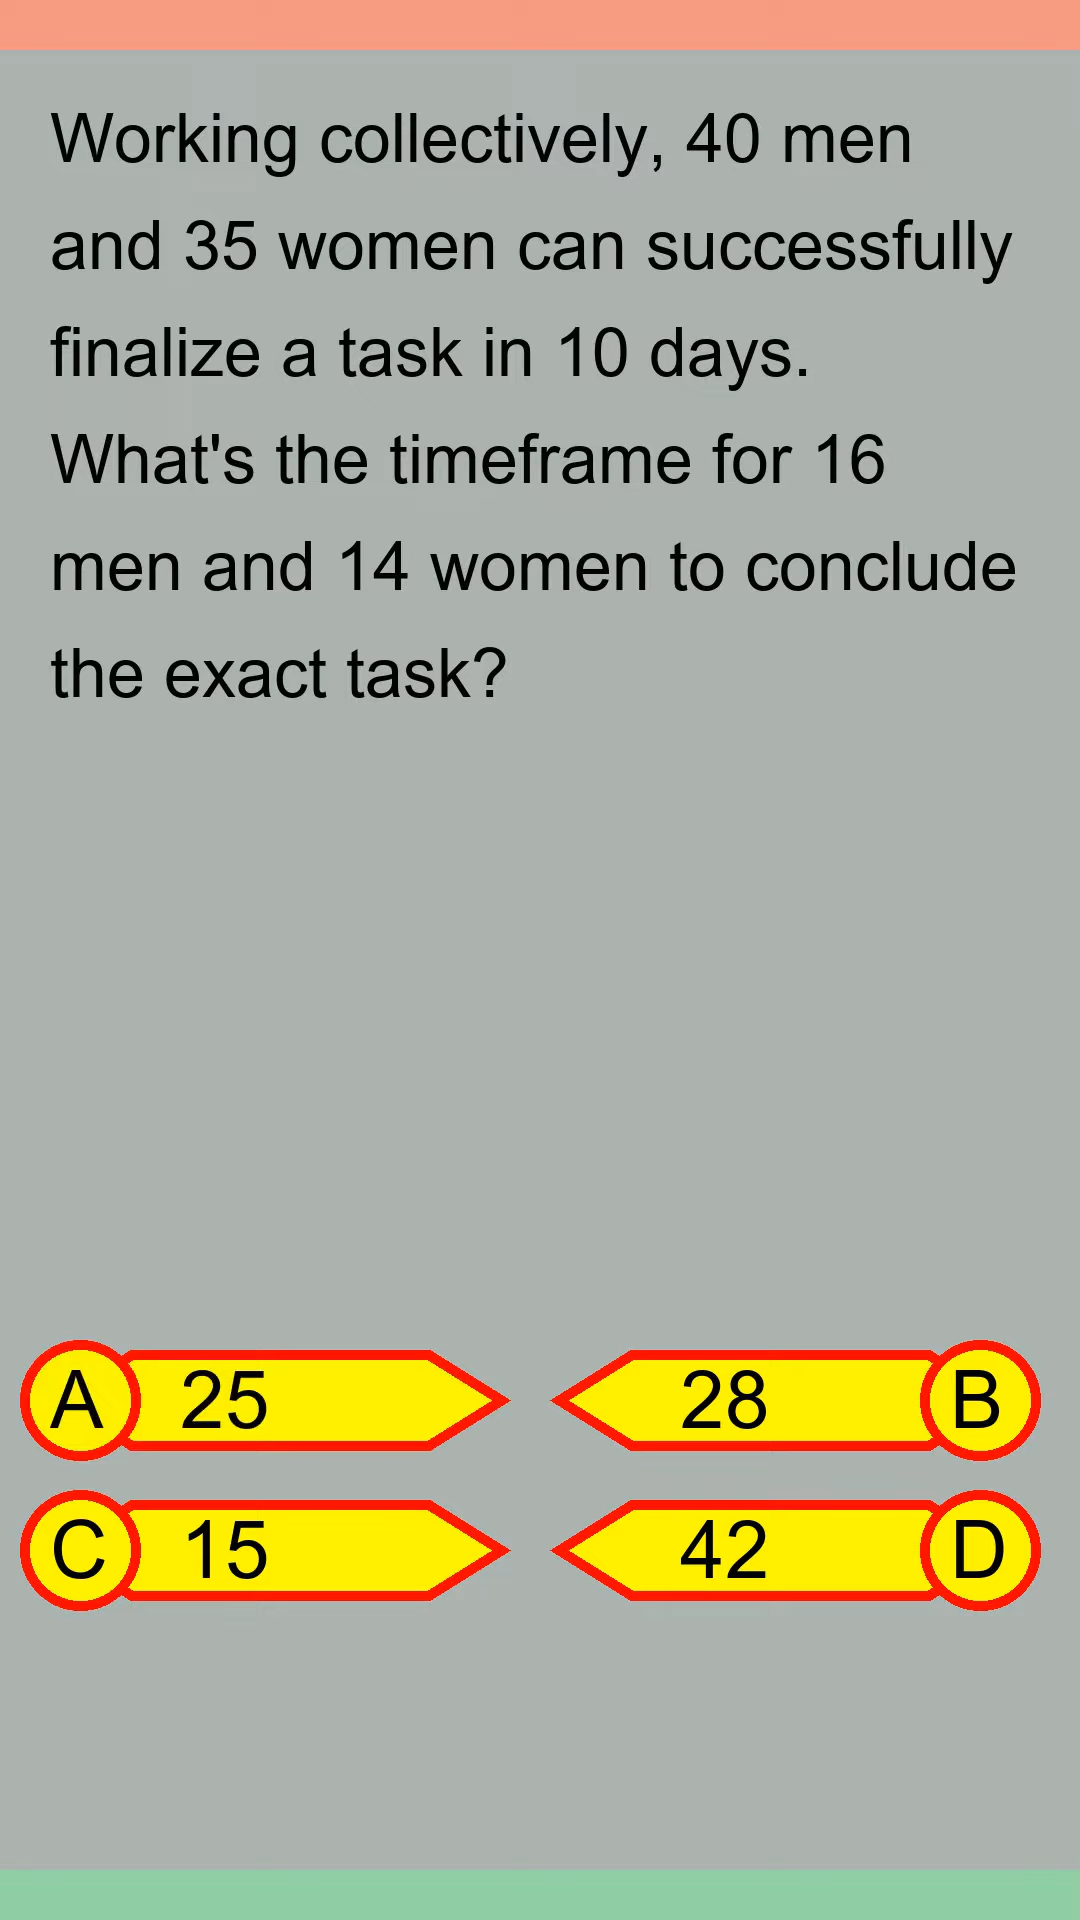 Working collectively, 40 men
and 35 women can successfully
finalize a task in 10 days.
What's the timeframe for 16
men and 14 women to conclude
the exact task?
A 25
28 B
C 15
42 D